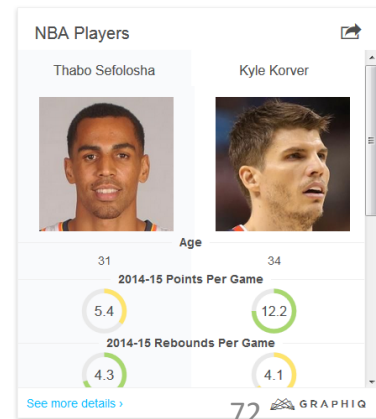 NBA Players
Thabo Sefolosha Kyle Korver
Age
31 34
2014-15 Points Per Game
5.4 12.2
2014-15 Rebounds Per Game
4.3 4.1
See more details › 72 GRAPHIQ